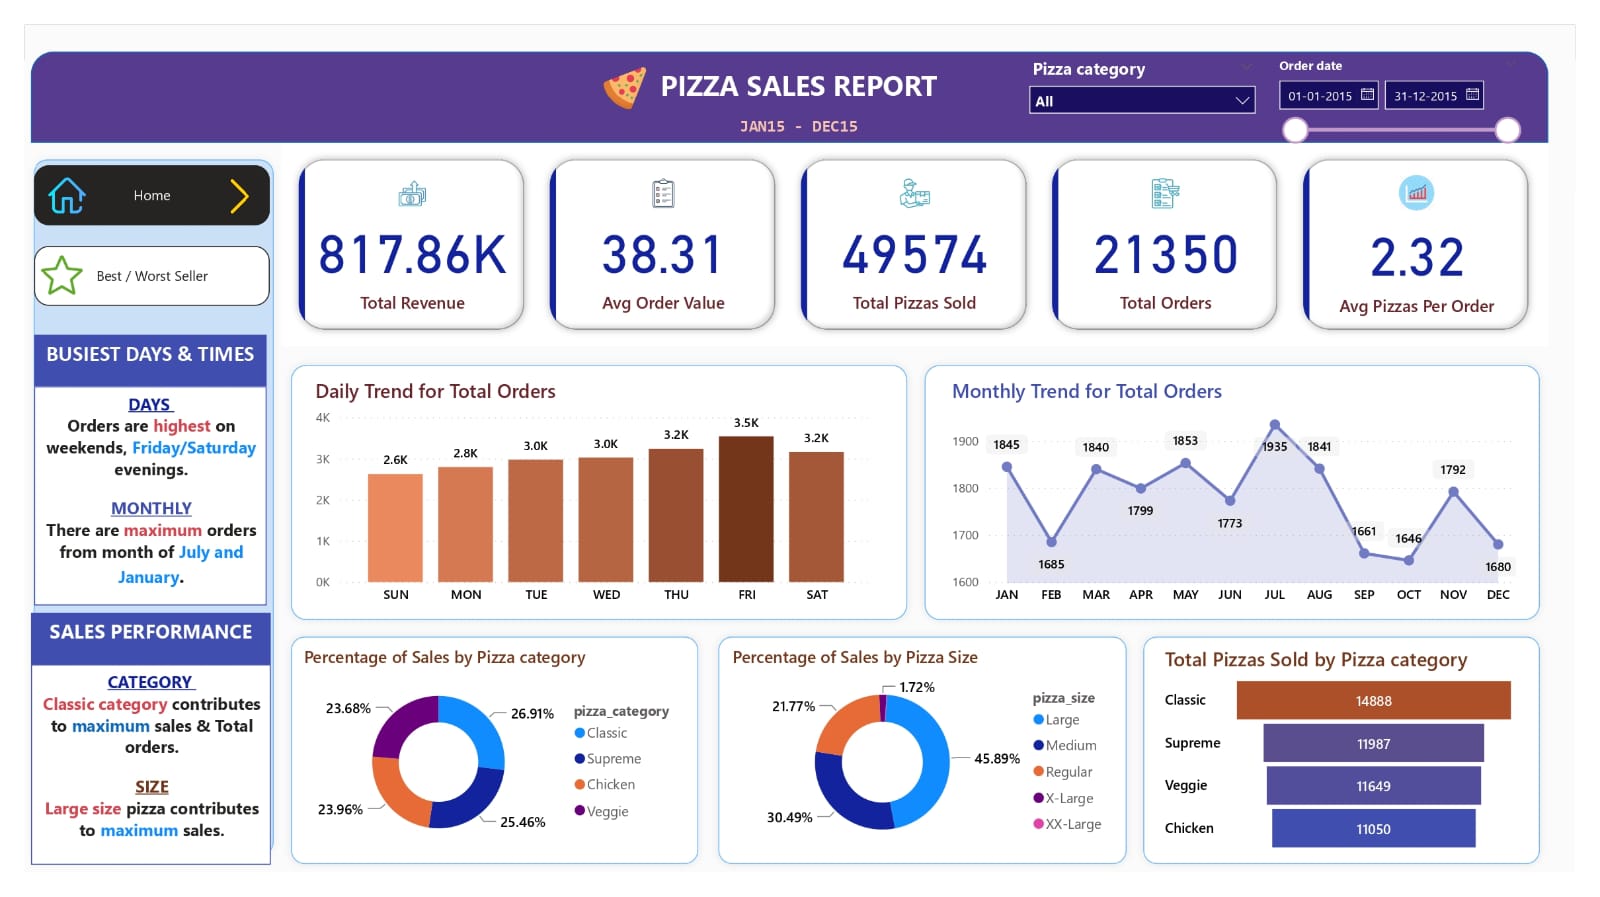 PIZZA SALES REPORT
JAN15 - DEC15
Pizza category
All
Order date
01-01-2015
31-12-2015
Home
Best / Worst Seller
BUSIEST DAYS & TIMES
DAYS
Orders are highest on
weekends, Friday/Saturday
evenings.
MONTHLY
There are maximum orders
from month of July and
January.
SALES PERFORMANCE
CATEGORY
Classic category contributes
to maximum sales & Total
orders.
SIZE
Large size pizza contributes
to maximum sales.
817.86K
Total Revenue
38.31
Avg Order Value
49574
Total Pizzas Sold
21350
Total Orders
2.32
Avg Pizzas Per Order
Daily Trend for Total Orders
4K
3K
2K
1K
0K
2.6K
2.8K
3.0K
3.0K
3.2K
3.5K
3.2K
SUN
MON
TUE
WED
THU
FRI
SAT
Monthly Trend for Total Orders
1900
1800
1700
1600
1845
1685
1840
1799
1853
1773
1935
1841
1661
1646
1792
1680
JAN
FEB
MAR
APR
MAY
JUN
JUL
AUG
SEP
OCT
NOV
DEC
Percentage of Sales by Pizza category
23.68%
26.91%
23.96%
25.46%
pizza_category
Classic
Supreme
Chicken
Veggie
Percentage of Sales by Pizza Size
1.72%
21.77%
45.89%
30.49%
pizza_size
Large
Medium
Regular
X-Large
XX-Large
Total Pizzas Sold by Pizza category
Classic
14888
Supreme
11987
Veggie
11649
Chicken
11050